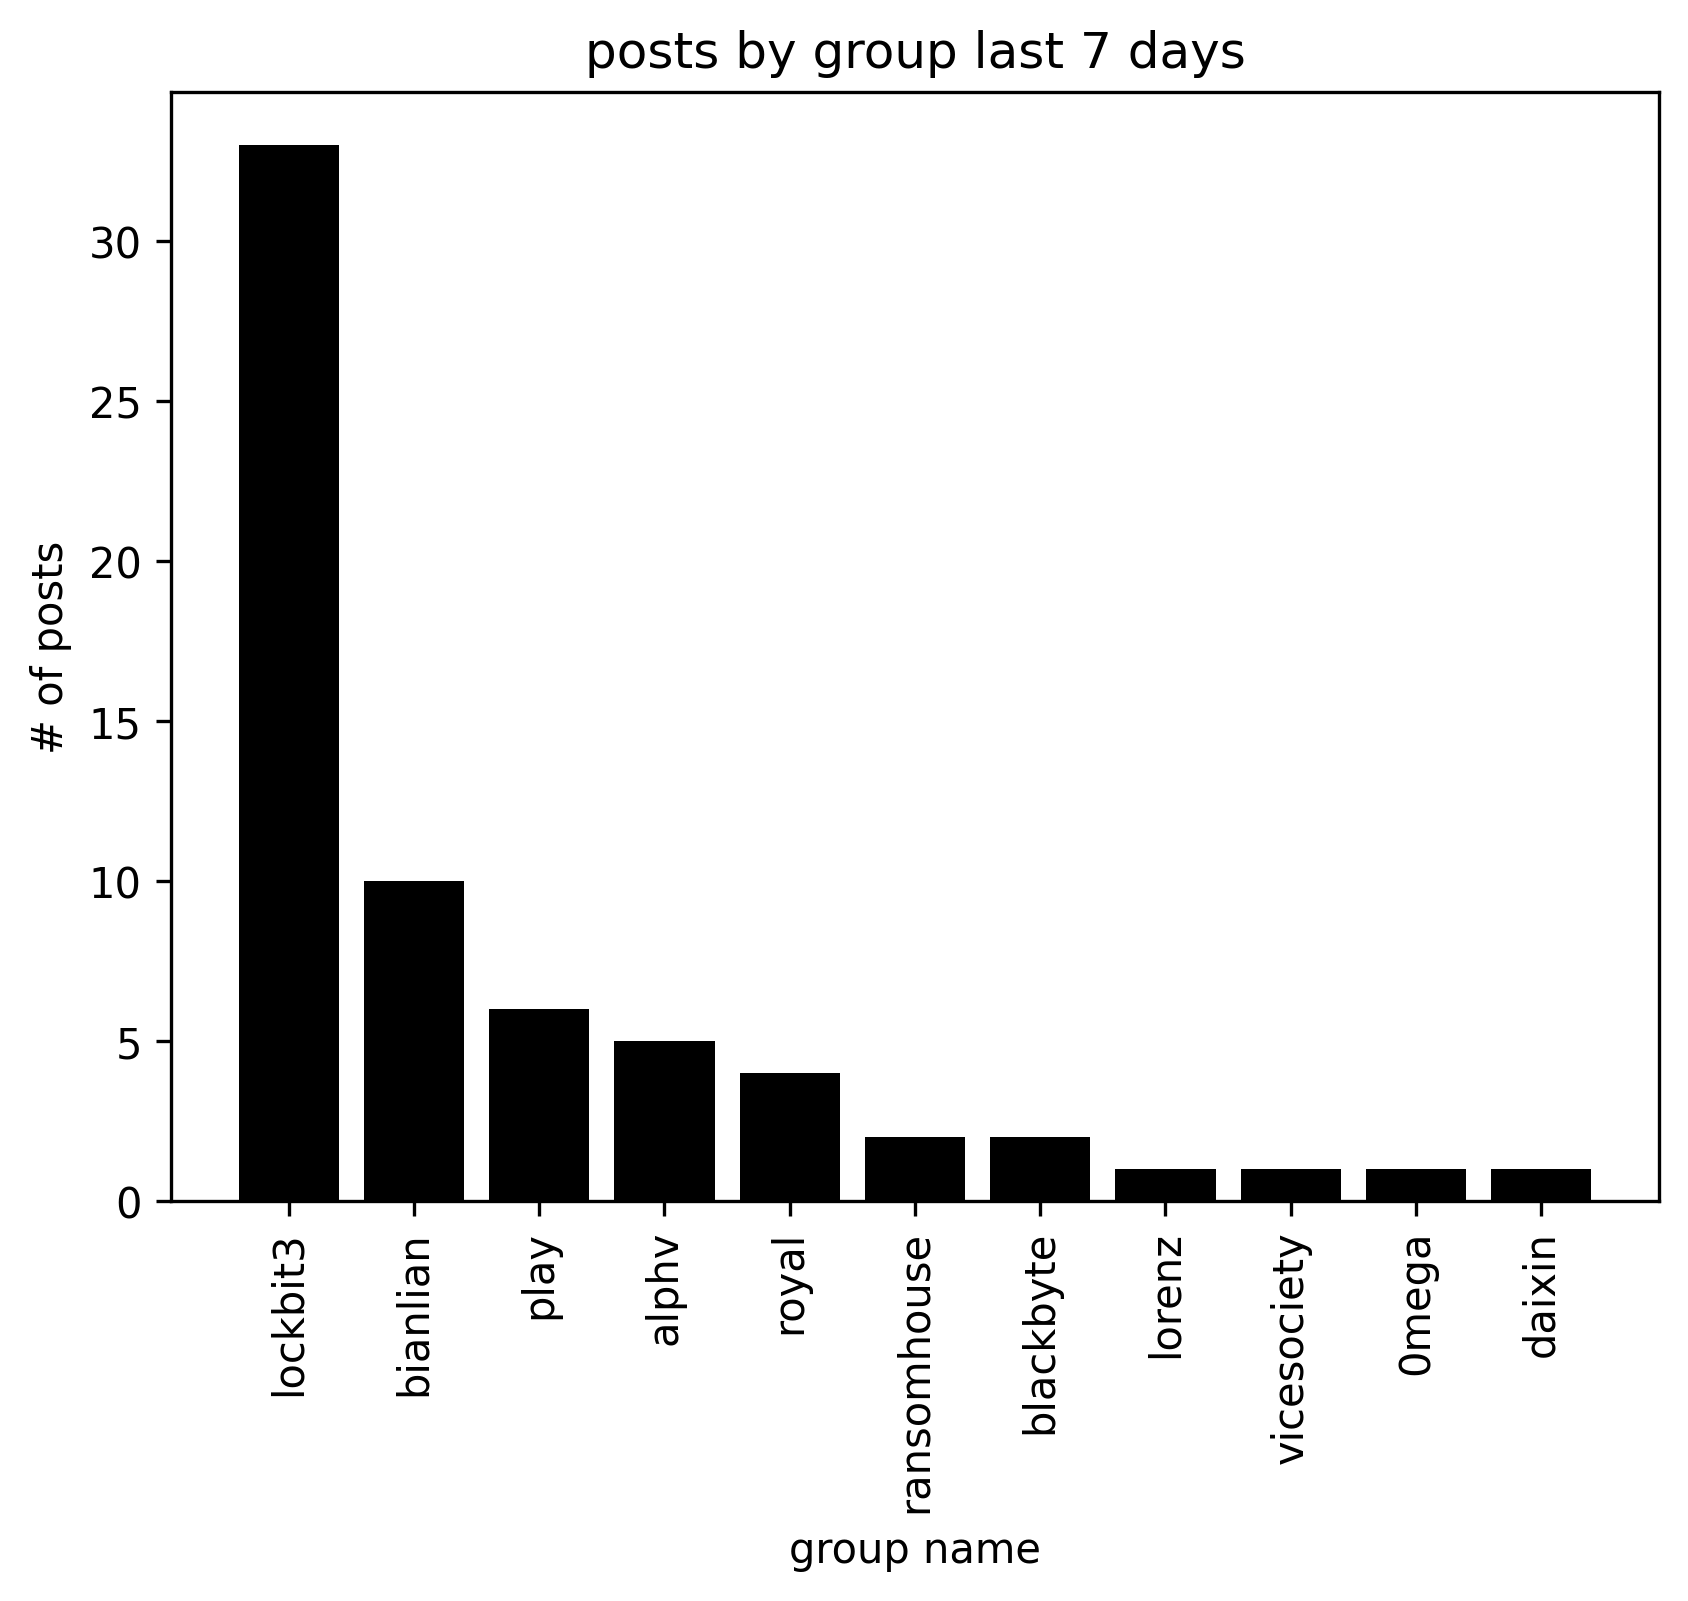 posts by group last 7 days
# of posts
30
25
20
15
10
5
0
lockbit3
bianlian
play
alphv
royal
ransomhouse
blackbyte
lorenz
vicesociety
0mega
daixin
group name